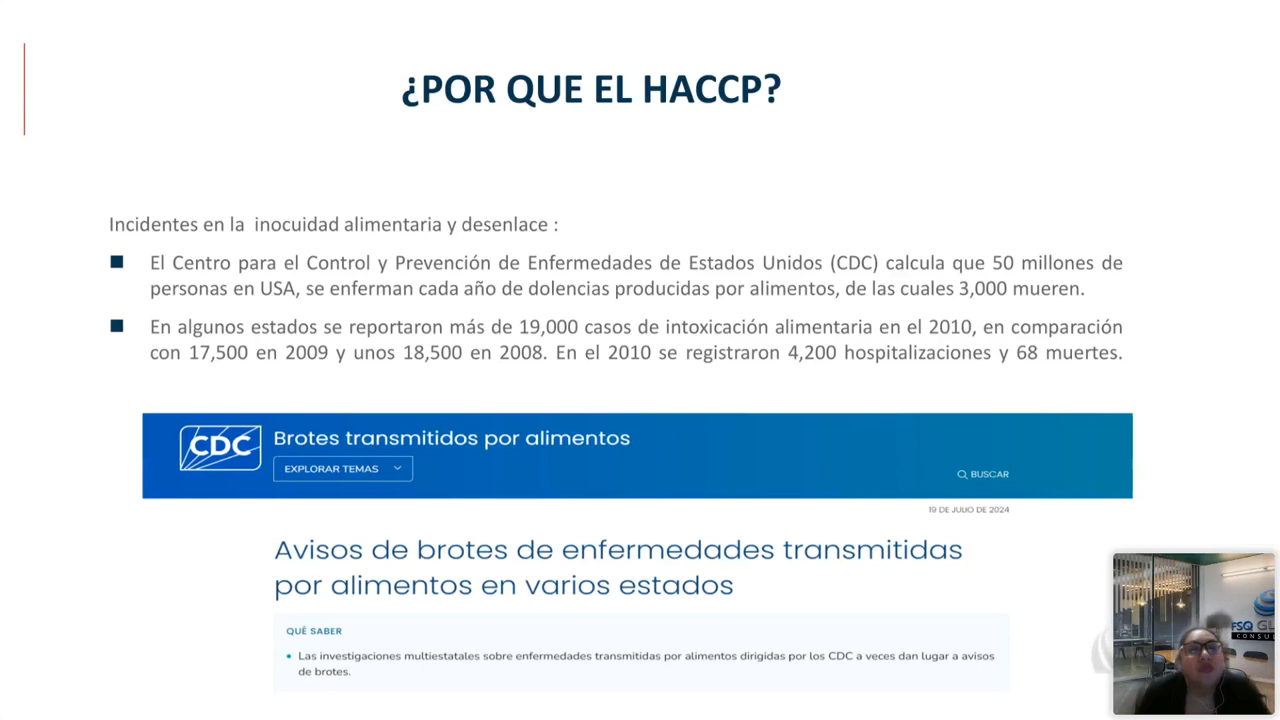 ¿POR QUE EL HACCP?
Incidentes en la inocuidad alimentaria y desenlace :
El Centro para el Control y Prevención de Enfermedades de Estados Unidos (CDC) calcula que 50 millones de
personas en USA, se enferman cada año de dolencias producidas por alimentos, de las cuales 3,000 mueren.
En algunos estados se reportaron más de 19,000 casos de intoxicación alimentaria en el 2010, en comparación
con 17,500 en 2009 y unos 18,500 en 2008. En el 2010 se registraron 4,200 hospitalizaciones y 68 muertes.
CDC
Brotes transmitidos por alimentos
EXPLORAR TEMAS
BUSCAR
19 DE JULIO DE 2024
Avisos de brotes de enfermedades transmitidas
por alimentos en varios estados
QUÉ SABER
• Las investigaciones multiestatales sobre enfermedades transmitidas por alimentos dirigidas por los CDC a veces dan lugar a avisos
de brotes.
FSQ